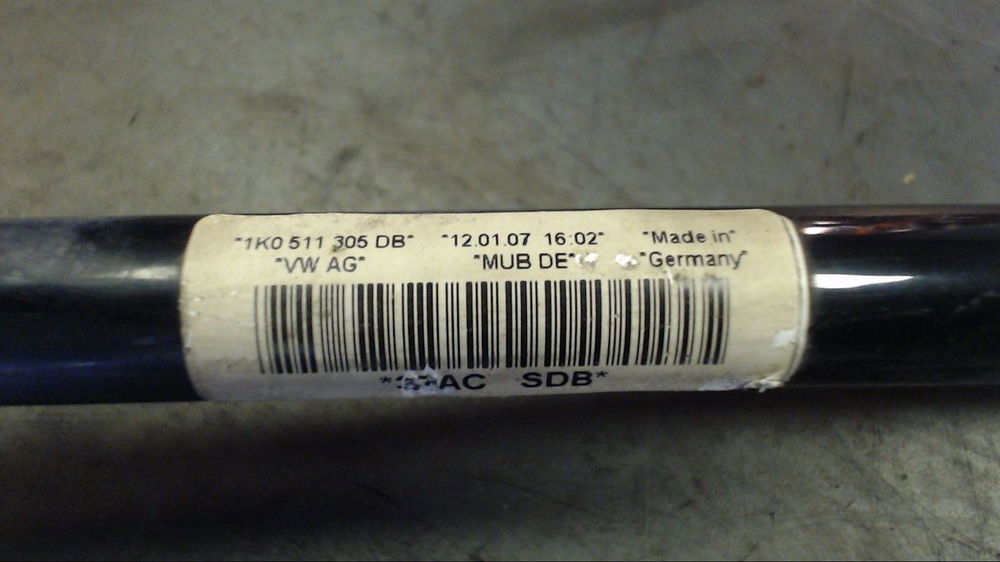 "1K0 511 305 DB" "12.01.07 16:02" "Made in"
"VW AG" "MUB DE" "Germany"
SDB*